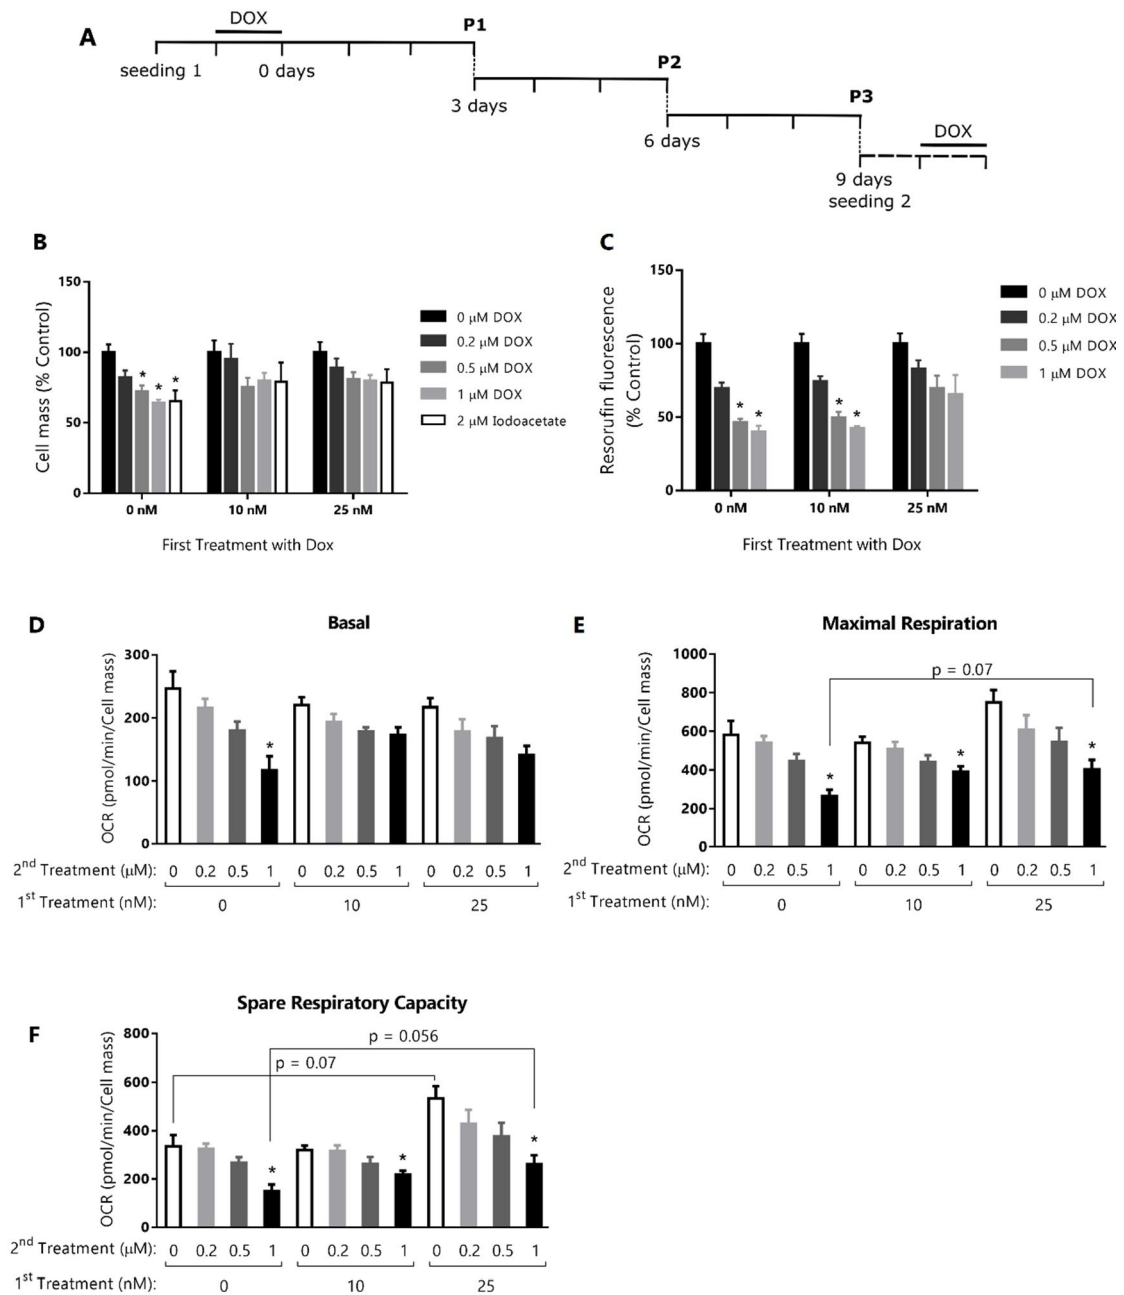 A
DOX
P1
seeding 1
0 days
P2
3 days
P3
6 days
DOX
9 days
seeding 2
B
150
100
50
0
Cell mass (% Control)
* * *
0 nM 10 nM 25 nM
First Treatment with Dox
0 μM DOX
0.2 μM DOX
0.5 μM DOX
1 μM DOX
2 μM Iodoacetate
C
150
100
50
0
Resorufin fluorescence
(% Control)
* * * *
0 nM 10 nM 25 nM
First Treatment with Dox
0 μM DOX
0.2 μM DOX
0.5 μM DOX
1 μM DOX
D
Basal
300
200
100
0
OCR (pmol/min/Cell mass)
*
2nd Treatment (μM): 0 0.2 0.5 1 0 0.2 0.5 1 0 0.2 0.5 1
1st Treatment (nM): 0 10 25
E
Maximal Respiration
1000
800
600
400
200
0
OCR (pmol/min/Cell mass)
p = 0.07
* * *
2nd Treatment (μM): 0 0.2 0.5 1 0 0.2 0.5 1 0 0.2 0.5 1
1st Treatment (nM): 0 10 25
F
Spare Respiratory Capacity
800
600
400
200
0
OCR (pmol/min/Cell mass)
p = 0.056
p = 0.07
* * *
2nd Treatment (μM): 0 0.2 0.5 1 0 0.2 0.5 1 0 0.2 0.5 1
1st Treatment (nM): 0 10 25